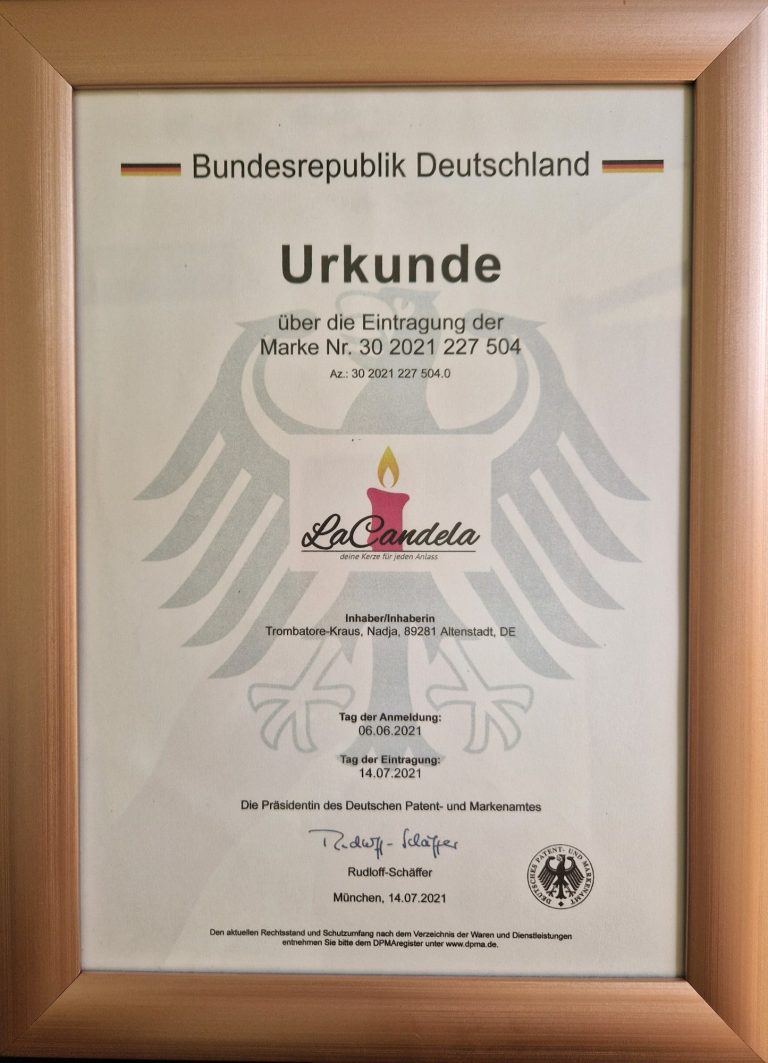 Bundesrepublik Deutschland
Urkunde
über die Eintragung der
Marke Nr. 30 2021 227 504
Az.: 30 2021 227 504.0
LaCandela
deine Kerze für jeden Anlass
Inhaber/Inhaberin
Trombatore-Kraus, Nadja, 89281 Altenstadt, DE
Tag der Anmeldung:
06.06.2021
Tag der Eintragung:
14.07.2021
Die Präsidentin des Deutschen Patent- und Markenamtes
Rudloff-Schäffer
Rudloff-Schäffer
München, 14.07.2021
DEUTSCHES PATENT- UND MARKENAMT
Den aktuellen Rechtsstand und Schutzumfang nach dem Verzeichnis der Waren und Dienstleistungen
entnehmen Sie bitte dem DPMAregister unter www.dpma.de.